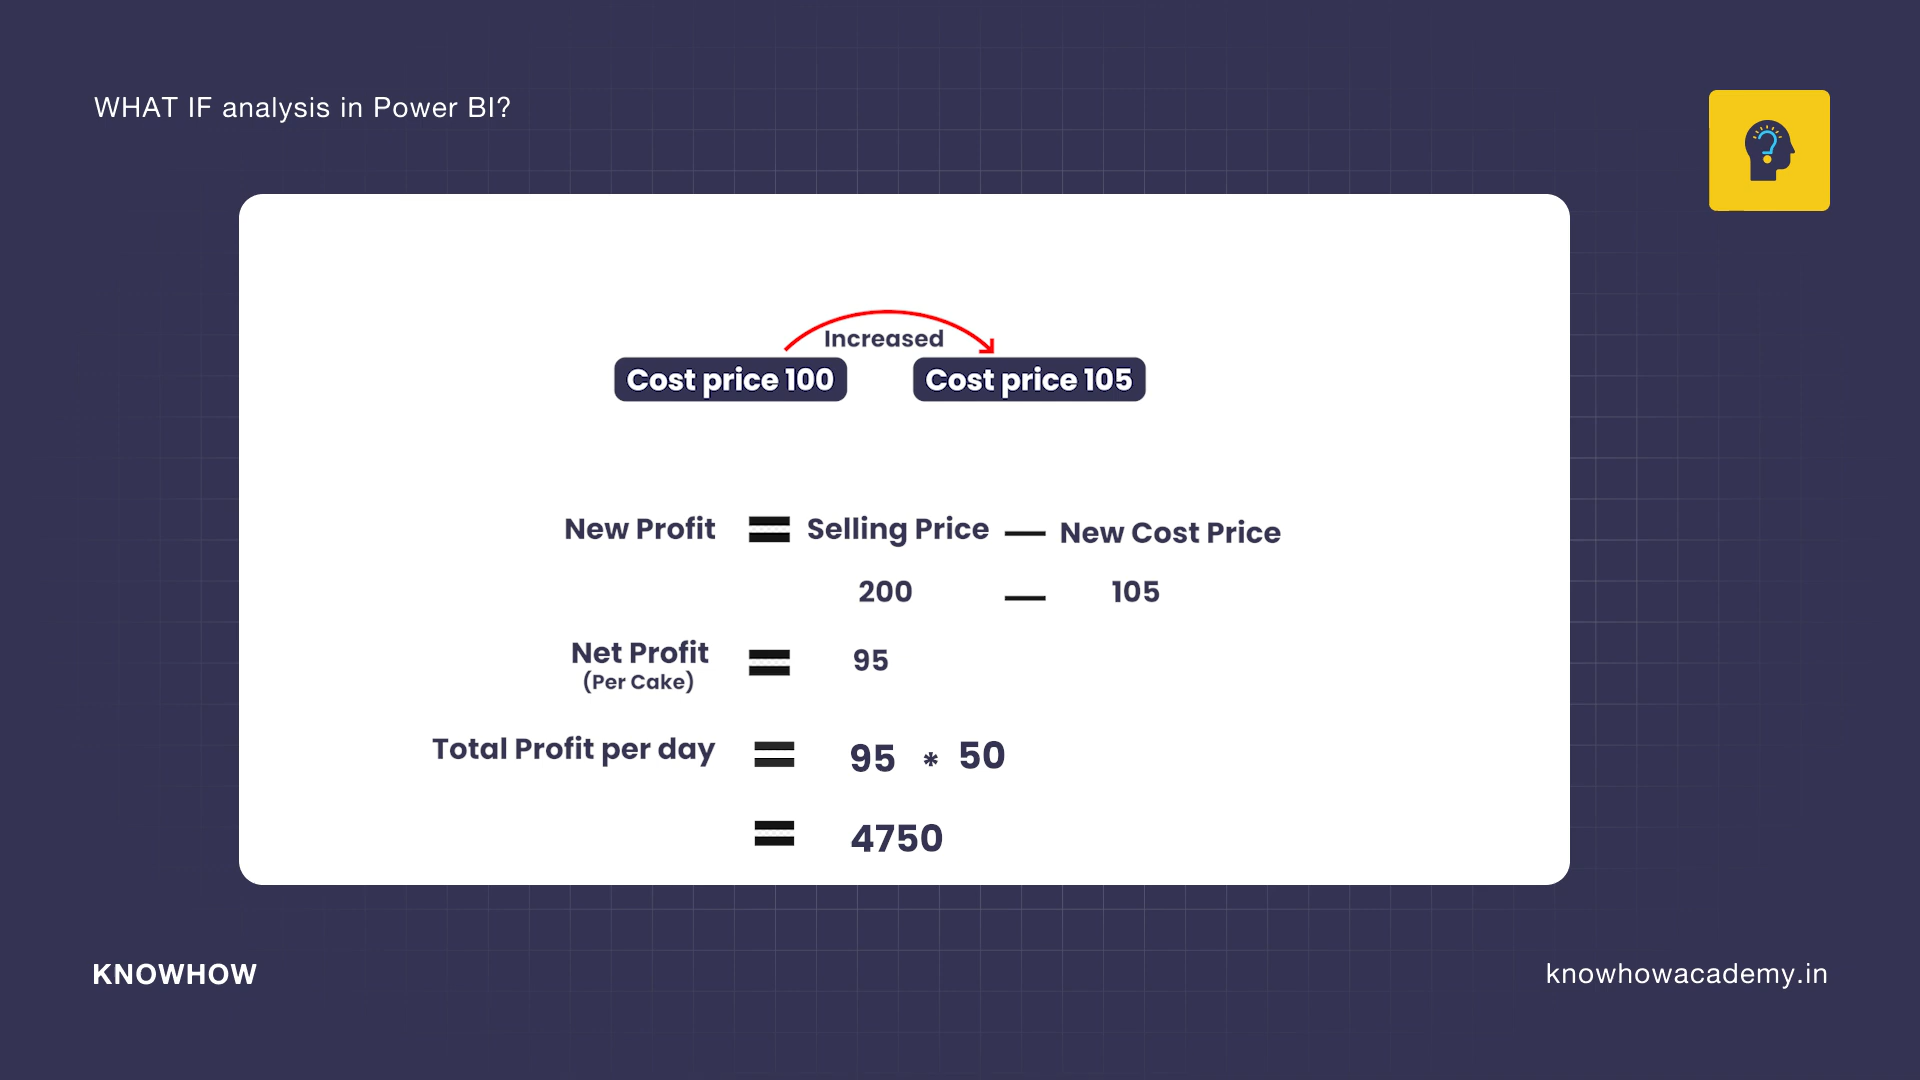 WHAT IF analysis in Power BI?
Increased
Cost price 100 Cost price 105
New Profit = Selling Price — New Cost Price
200 — 105
Net Profit = 95
(Per Cake)
Total Profit per day = 95 * 50
= 4750
KNOWHOW knowhowacademy.in